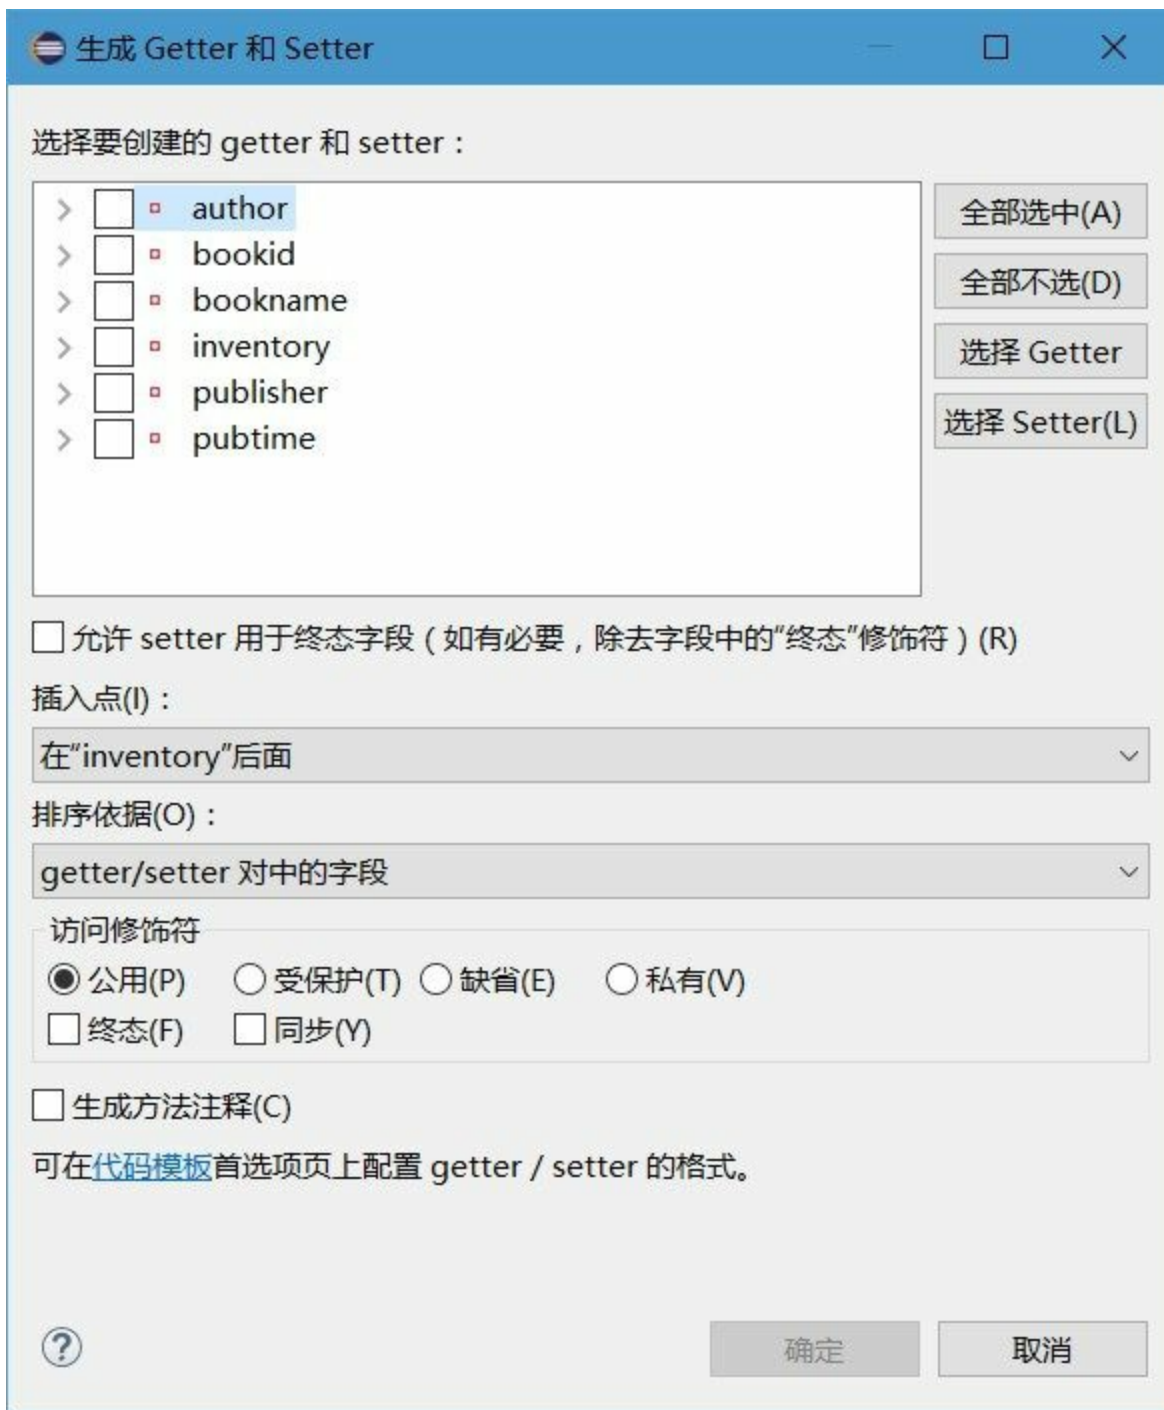 生成 Getter 和 Setter
选择要创建的 getter 和 setter：
author
bookid
bookname
inventory
publisher
pubtime
全部选中(A)
全部不选(D)
选择 Getter
选择 Setter(L)
允许 setter 用于终态字段（如有必要，除去字段中的“终态”修饰符）(R)
插入点(I)：
在“inventory”后面
排序依据(O)：
getter/setter 对中的字段
访问修饰符
公用(P) 受保护(T) 缺省(E) 私有(V)
终态(F) 同步(Y)
生成方法注释(C)
可在代码模板首选项页上配置 getter / setter 的格式。
?
确定 取消